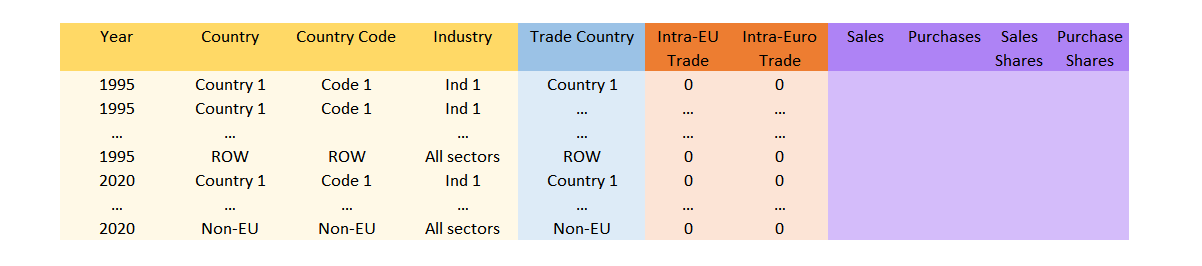 Year Country Country Code Industry Trade Country Intra-EU Trade Intra-Euro Trade Sales Purchases Sales Shares Purchase Shares
1995 Country 1 Code 1 Ind 1 Country 1 0 0
1995 Country 1 Code 1 Ind 1 ... ... ...
... ... ...
1995 ROW ROW All sectors ROW 0 0
2020 Country 1 Code 1 Ind 1 Country 1 0 0
... ... ... ... ... ... ...
2020 Non-EU Non-EU All sectors Non-EU 0 0